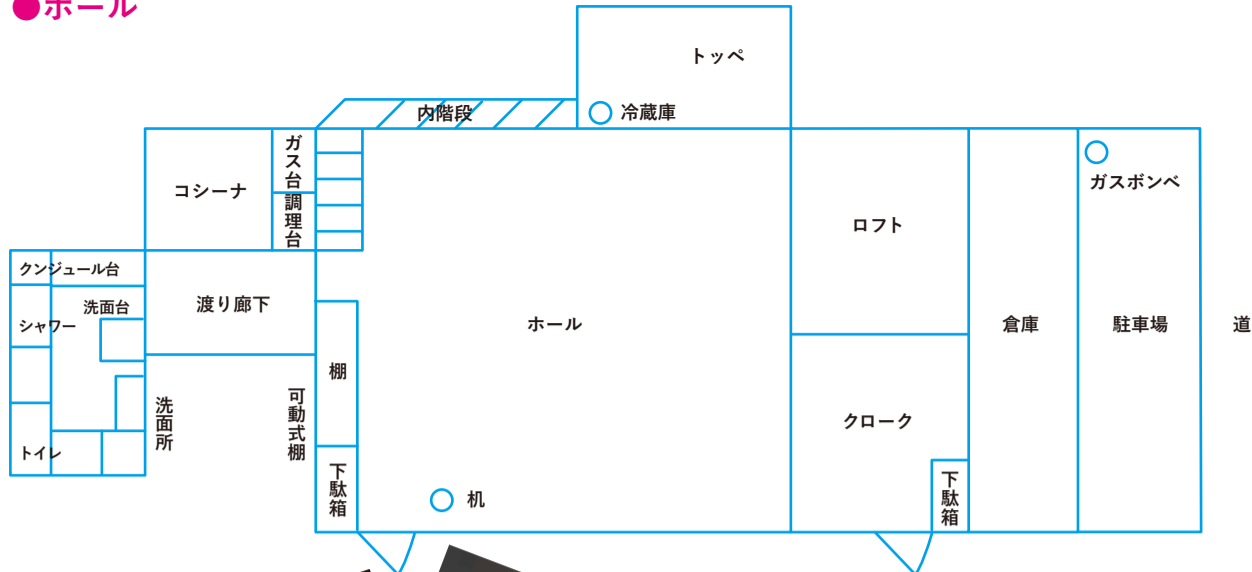 ●ホール
トッペ
冷蔵庫
内階段
ガス台
調理台
コシーナ
ガスボンベ
ロフト
クンジュール台
渡り廊下
洗面台
シャワー
ホール
倉庫
駐車場
道
棚
可動式棚
洗面所
クローク
トイレ
下駄箱
机
下駄箱